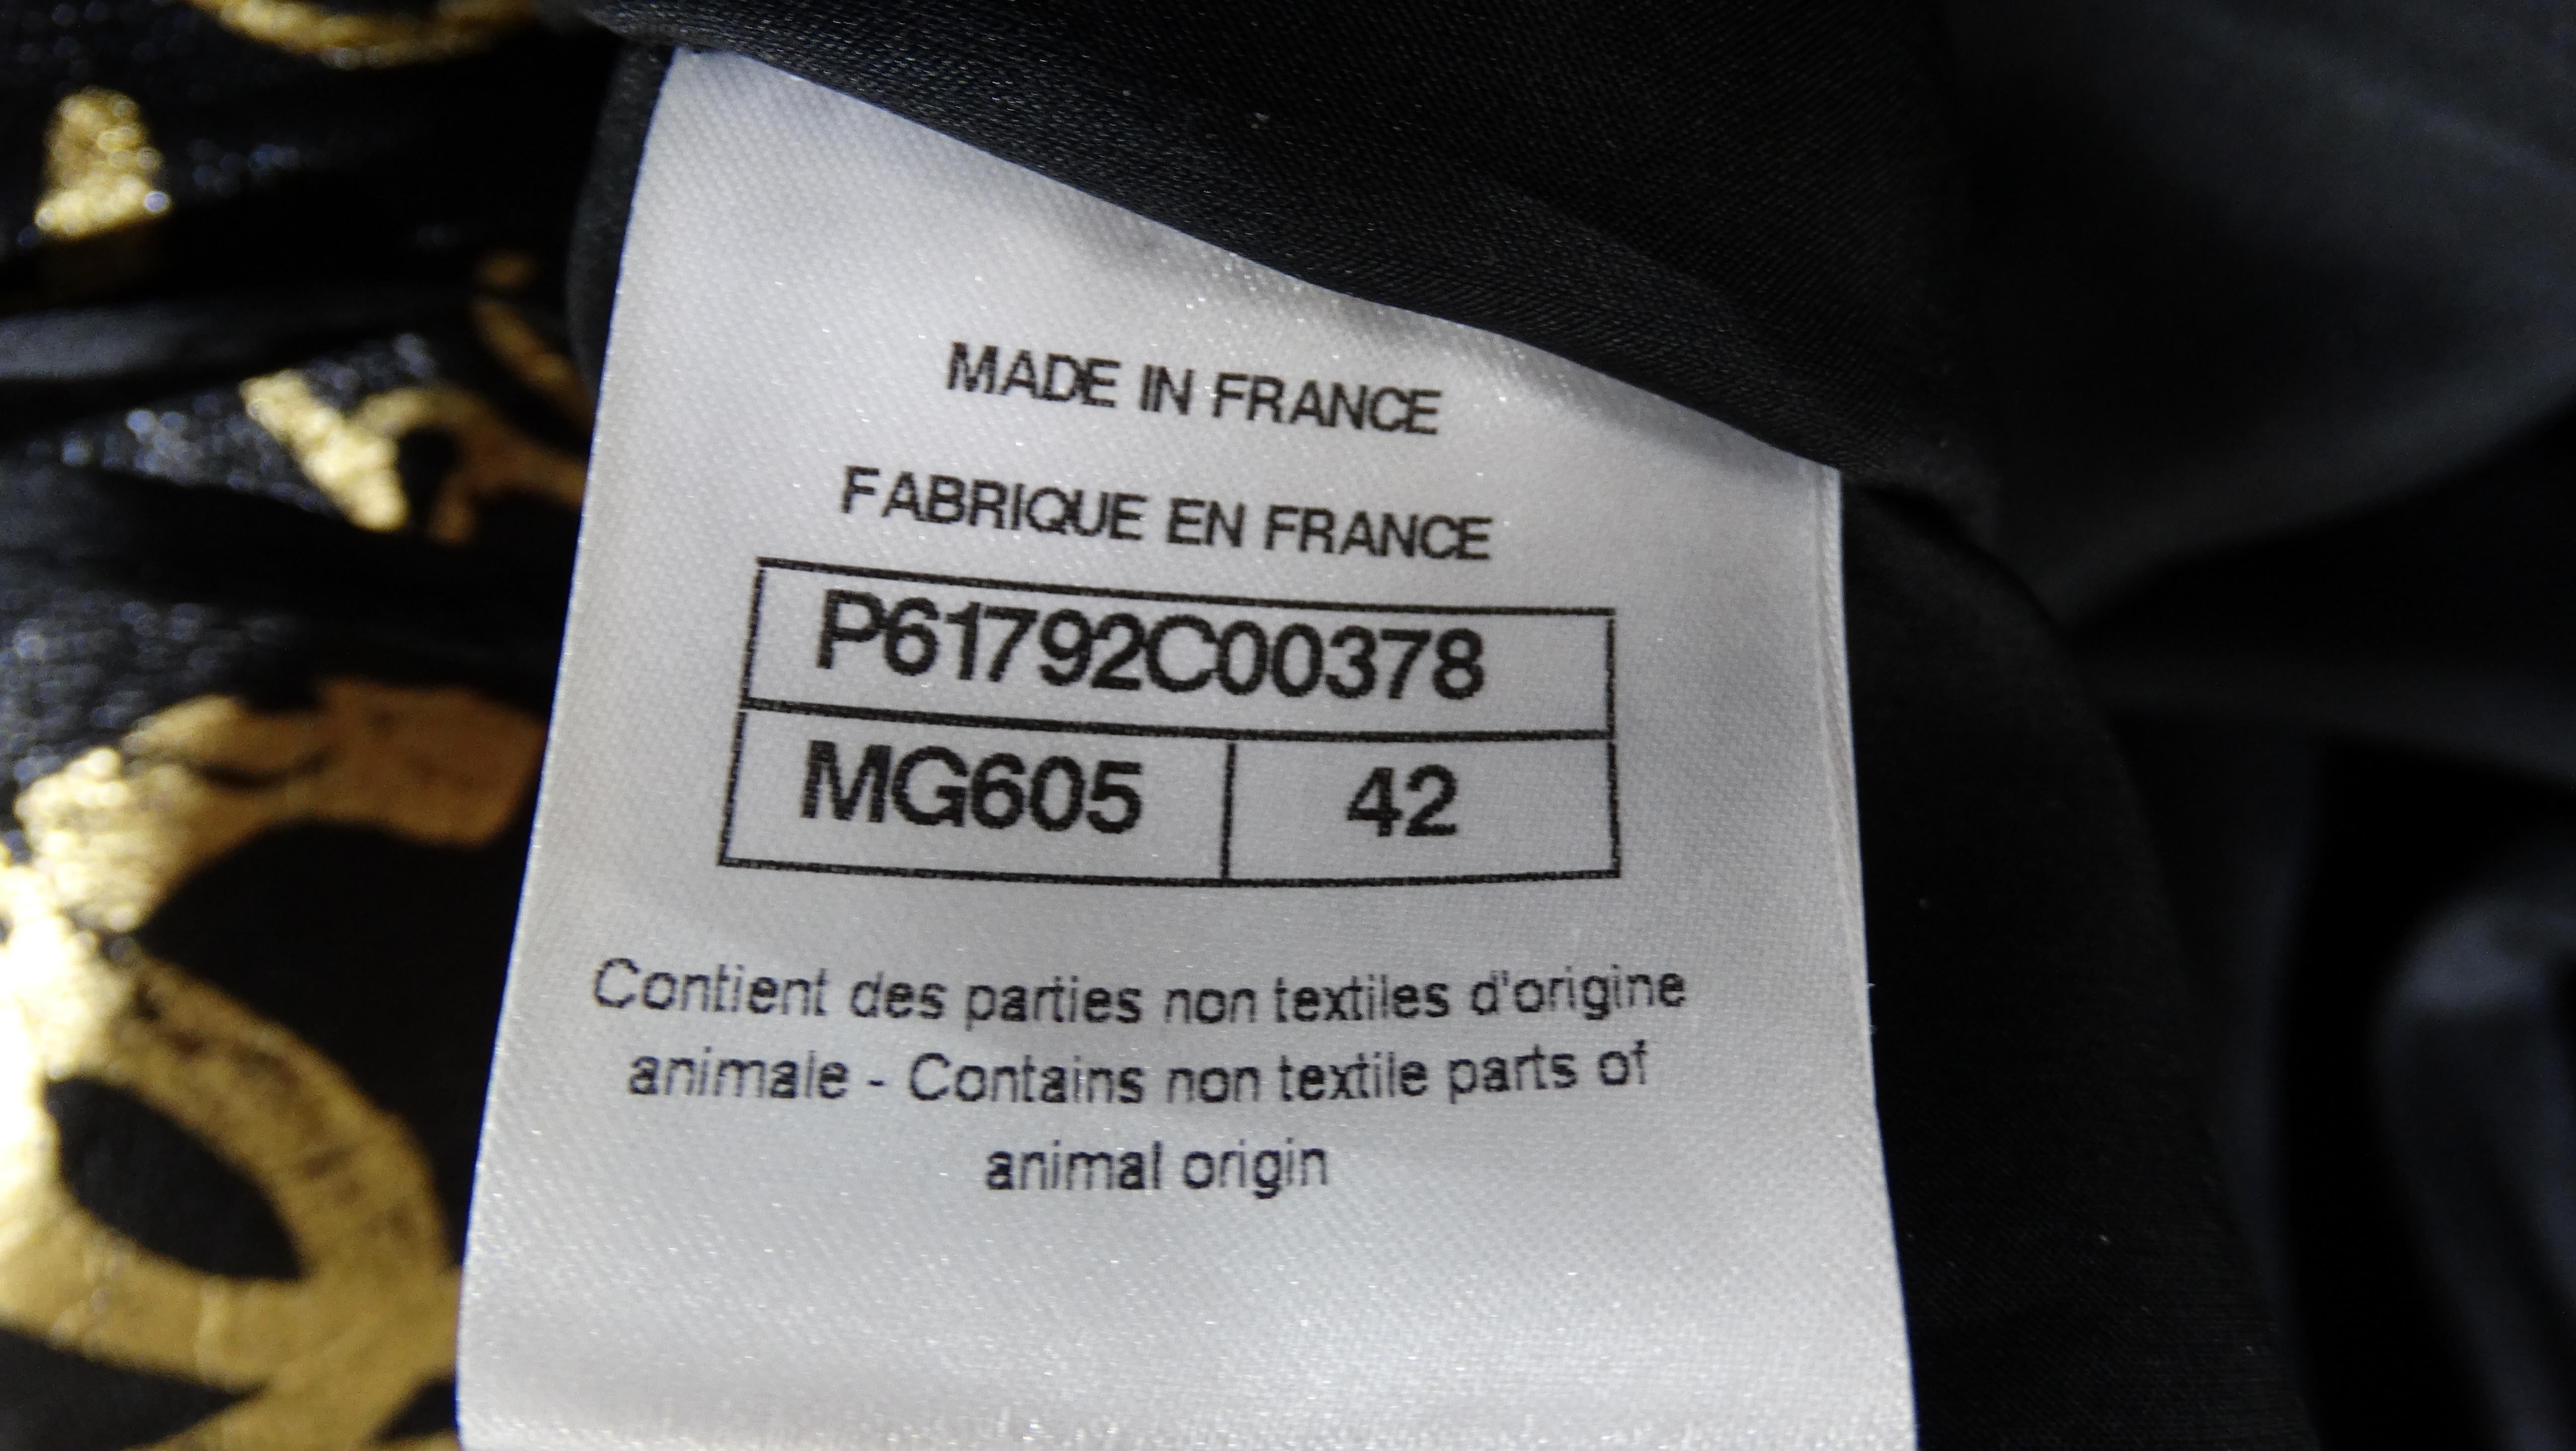 MADE IN FRANCE
FABRIQUE EN FRANCE
P61792C00378
MG605 42
Contient des parties non textiles d'origine
animale - Contains non textile parts of
animal origin